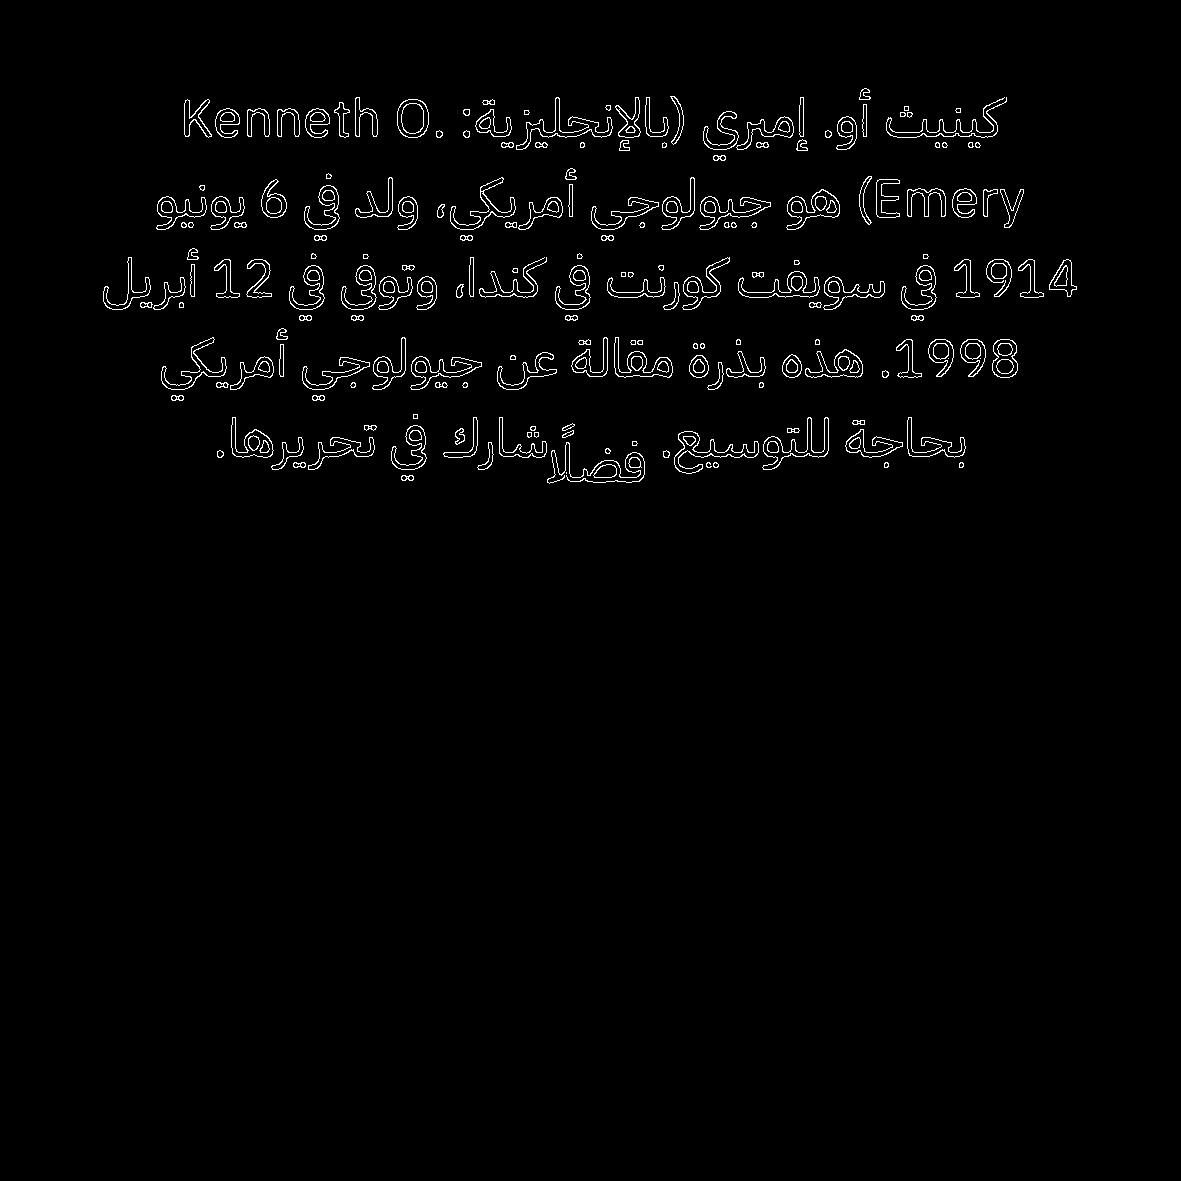 كينيث أو. إميري (بالإنجليزية: Kenneth O.
Emery) هو جيولوجي أمريكي، ولد في 6 يونيو
1914 في سويفت كورنت في كندا، وتوفي في 12 أبريل
1998. هذه بذرة مقالة عن جيولوجي أمريكي
بحاجة للتوسيع. فضلًا شارك في تحريرها.